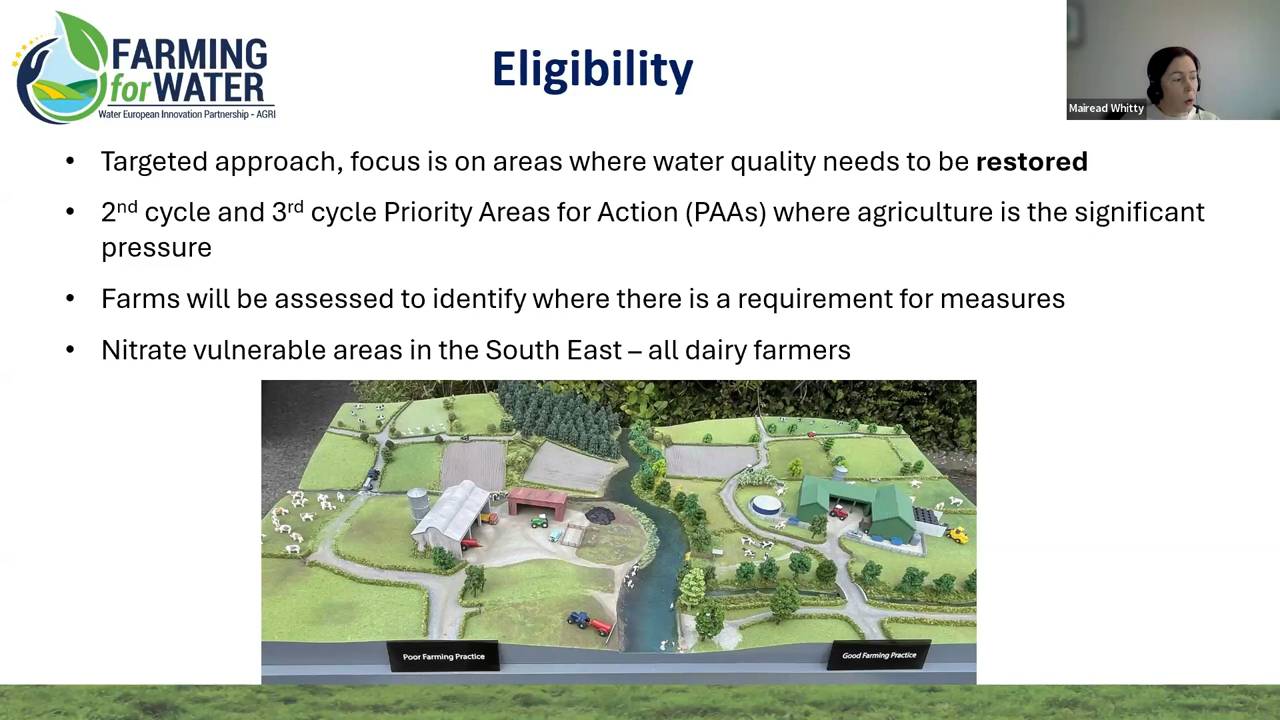 FARMING
for WATER
Water European Innovation Partnership - AGRI
Eligibility
Mairead Whitty
• Targeted approach, focus is on areas where water quality needs to be restored
• 2nd cycle and 3rd cycle Priority Areas for Action (PAAs) where agriculture is the significant
pressure
• Farms will be assessed to identify where there is a requirement for measures
• Nitrate vulnerable areas in the South East – all dairy farmers
Poor Farming Practice
Good Farming Practice